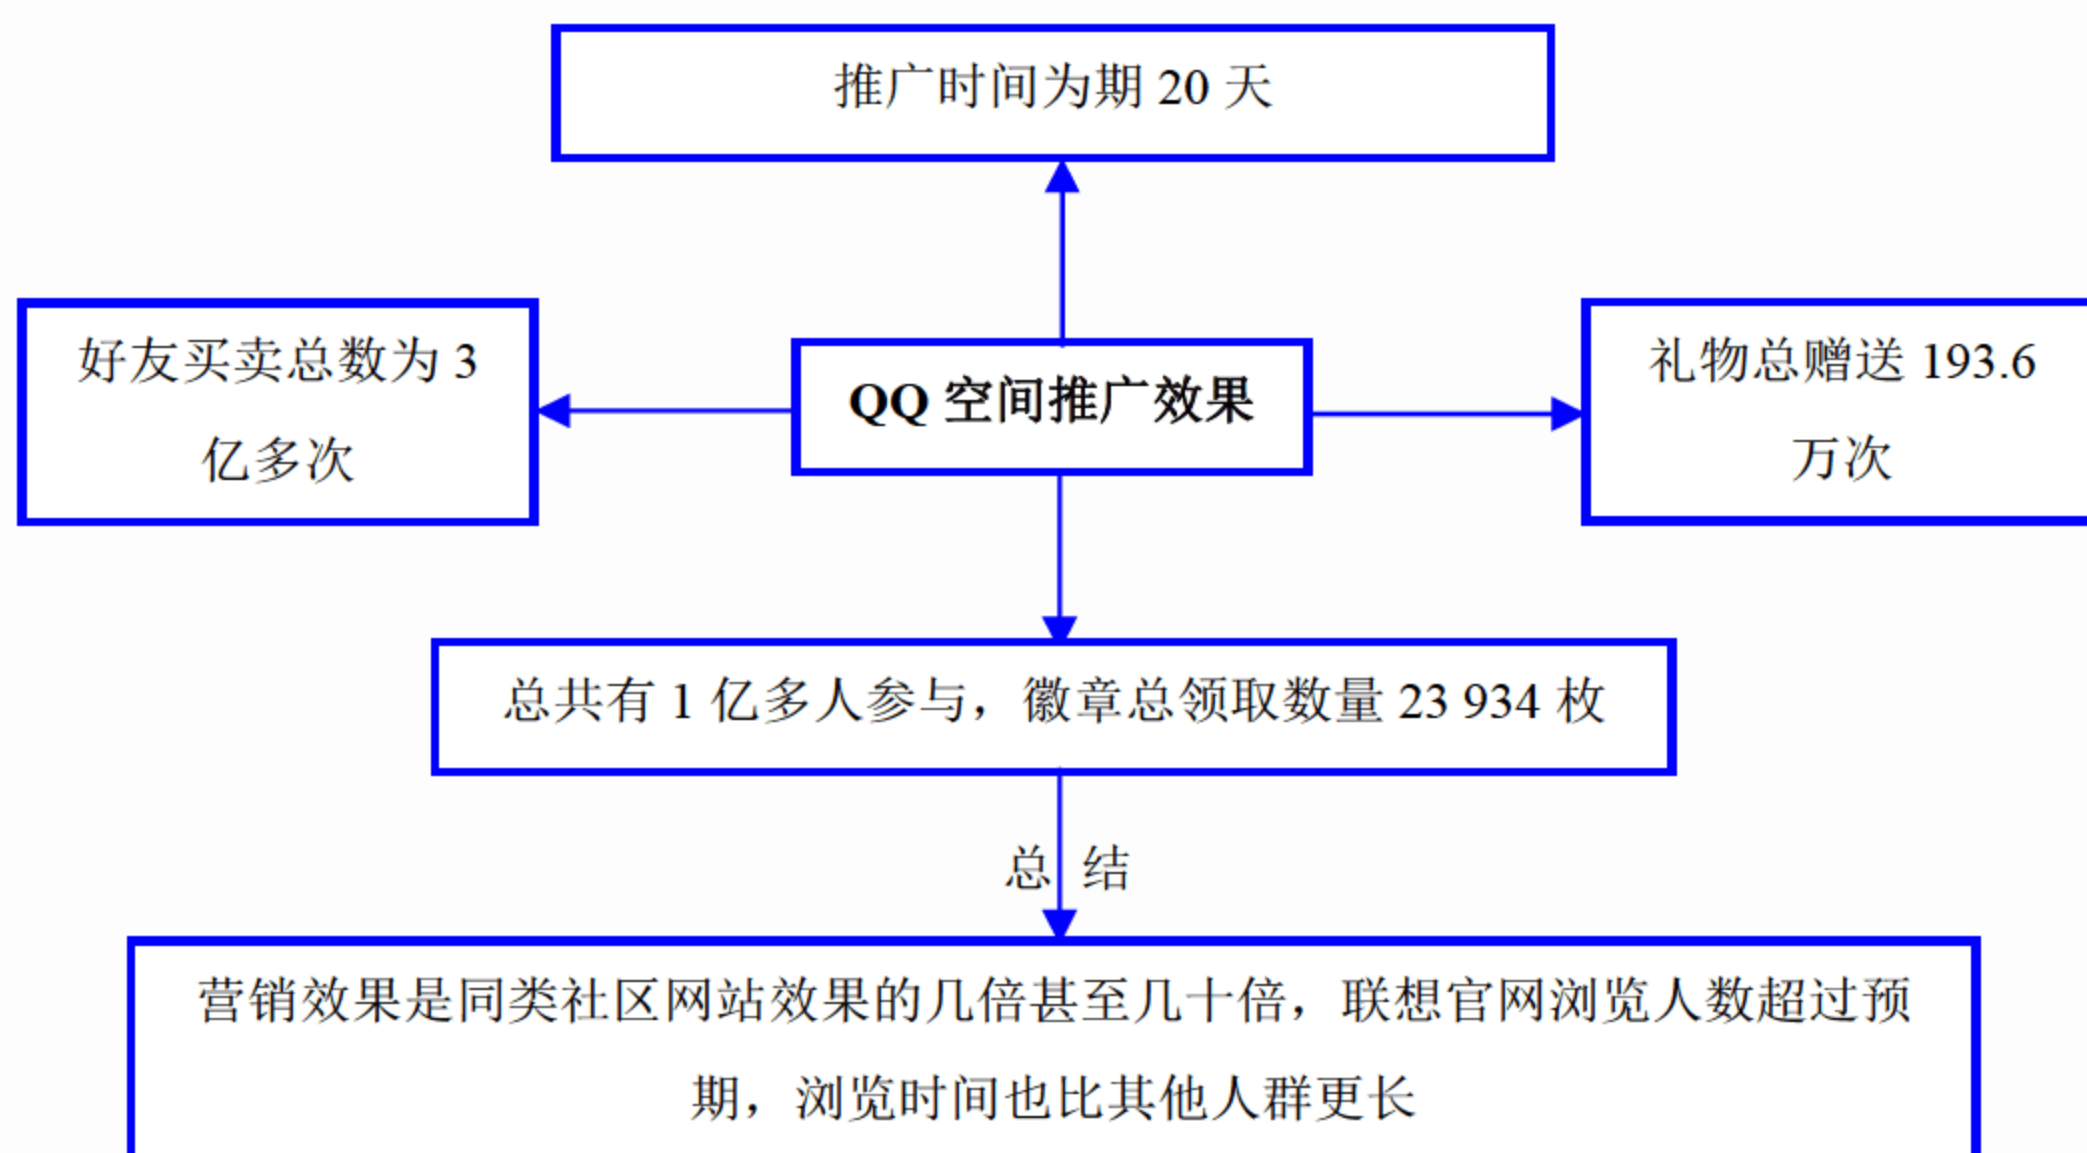 推广时间为期 20 天
好友买卖总数为 3
亿多次
QQ 空间推广效果
礼物总赠送 193.6
万次
总共有 1 亿多人参与，徽章总领取数量 23 934 枚
总 结
营销效果是同类社区网站效果的几倍甚至几十倍，联想官网浏览人数超过预
期，浏览时间也比其他人群更长